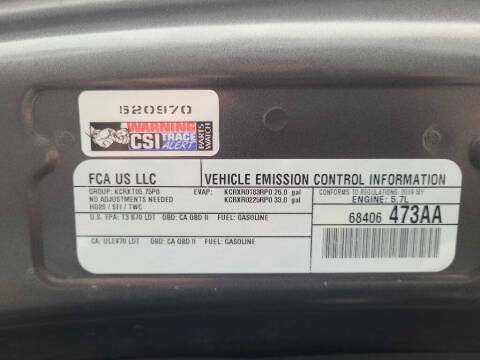 520970
WARNING
CSI TRACE ALERT PARTS WATCH
FCA US LLC VEHICLE EMISSION CONTROL INFORMATION
GROUP: KCRXT05.75P0 EVAP: KCRXR0183RP0 26.0 gal CONFORMS TO REGULATIONS: 2019 MY
NO ADJUSTMENTS NEEDED KCRXR0225RP0 33.0 gal ENGINE: 5.7L
HO2S / SFI / TWC 68406 473AA
U.S. EPA: T3 B70 LDT OBD: CA OBD II FUEL: GASOLINE
CA: ULEV70 LDT OBD: CA OBD II FUEL: GASOLINE